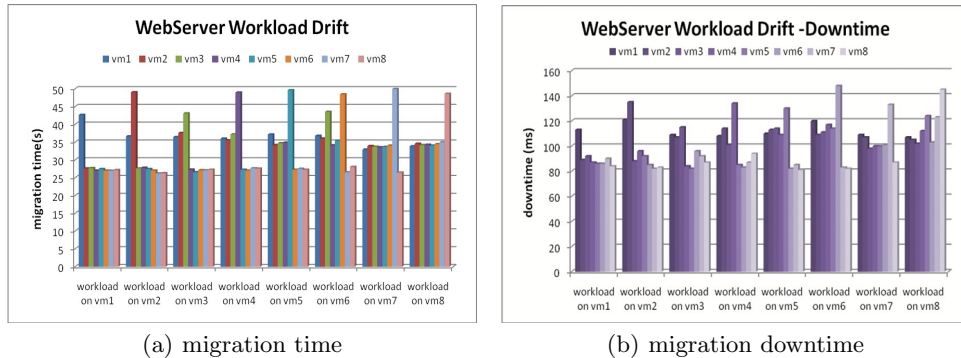 WebServer Workload Drift
vm1 vm2 vm3 vm4 vm5 vm6 vm7 vm8
migration time(s)
50
45
40
35
30
25
20
15
10
5
0
workload on vm1
workload on vm2
workload on vm3
workload on vm4
workload on vm5
workload on vm6
workload on vm7
workload on vm8
(a) migration time
WebServer Workload Drift -Downtime
vm1 vm2 vm3 vm4 vm5 vm6 vm7 vm8
downtime (ms)
160
140
120
100
80
60
40
20
0
workload on vm1
workload on vm2
workload on vm3
workload on vm4
workload on vm5
workload on vm6
workload on vm7
workload on vm8
(b) migration downtime